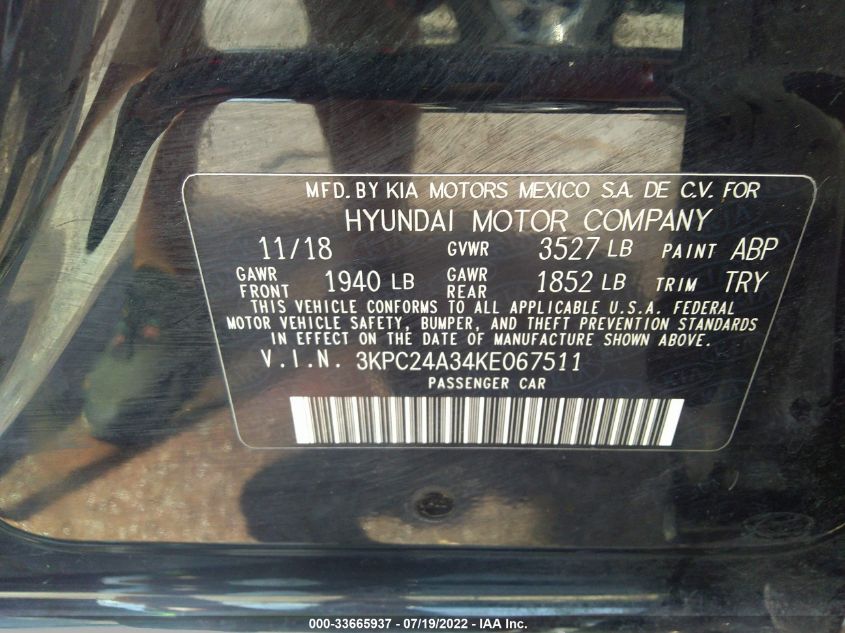 MFD. BY KIA MOTORS MEXICO S.A. DE C.V. FOR
HYUNDAI MOTOR COMPANY
11/18 GVWR 3527 LB PAINT ABP
GAWR FRONT 1940 LB GAWR REAR 1852 LB TRIM TRY
THIS VEHICLE CONFORMS TO ALL APPLICABLE U.S.A. FEDERAL
MOTOR VEHICLE SAFETY, BUMPER, AND THEFT PREVENTION STANDARDS
IN EFFECT ON THE DATE OF MANUFACTURE SHOWN ABOVE.
V.I.N. 3KPC24A34KE067511
PASSENGER CAR
000-33665937 - 07/19/2022 - IAA Inc.